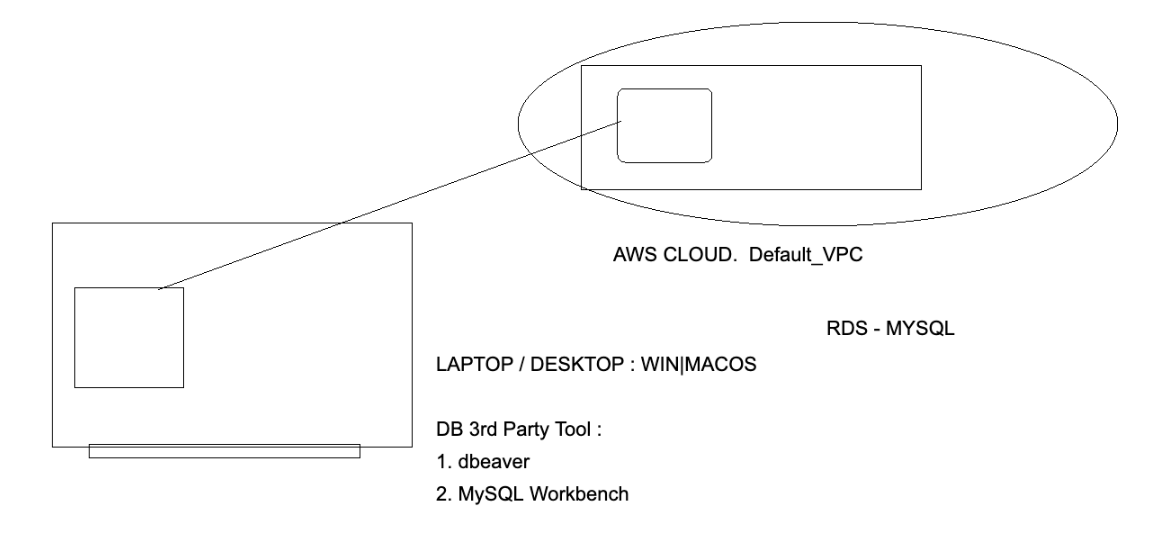 AWS CLOUD.  Default_VPC
RDS - MYSQL
LAPTOP / DESKTOP : WIN|MACOS
DB 3rd Party Tool :
1. dbeaver
2. MySQL Workbench